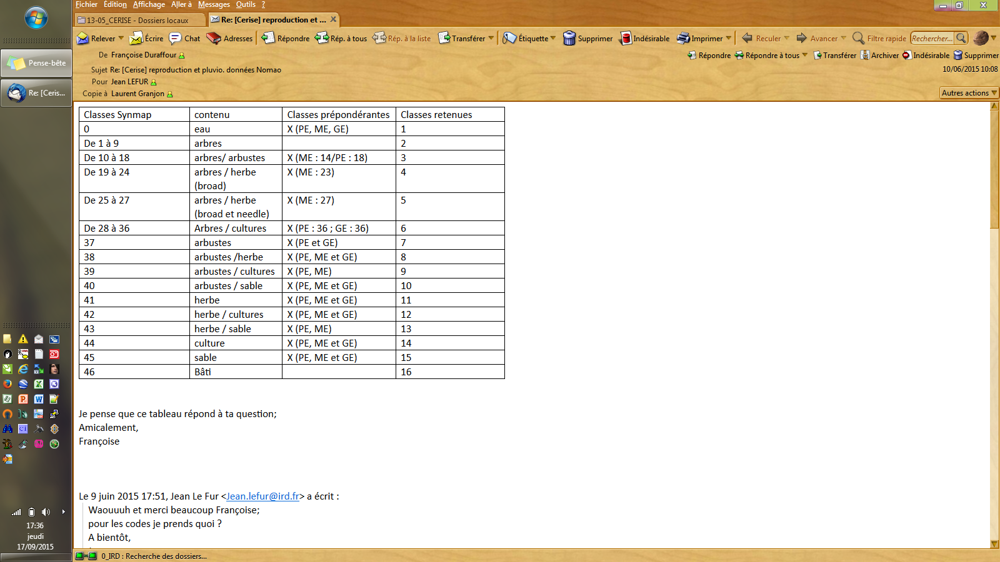 Fichier Édition Affichage Aller à Messages Outils ?
13-05_CERISE - Dossiers locaux
Re: [Cerise] reproduction et ...
Relever Écrire Chat Adresses Répondre Rép. à tous Rép. à la liste Transférer Étiquette Supprimer Indésirable Imprimer Reculer Avancer Filtre rapide Rechercher...
De Françoise Duraffour
Répondre Répondre à tous Transférer Archiver Indésirable Supprimer
Sujet Re: [Cerise] reproduction et pluvio. données Nomao
10/06/2015 10:08
Pour Jean LEFUR
Copie à Laurent Granjon
Autres actions
Pense-bête
Re: [Ceris...
Classes Synmap contenu Classes prépondérantes Classes retenues
0 eau X (PE, ME, GE) 1
De 1 à 9 arbres 2
De 10 à 18 arbres/ arbustes X (ME : 14/PE : 18) 3
De 19 à 24 arbres / herbe X (ME : 23) 4
(broad)
De 25 à 27 arbres / herbe X (ME : 27) 5
(broad et needle)
De 28 à 36 Arbres / cultures X (PE : 36 ; GE : 36) 6
37 arbustes X (PE et GE) 7
38 arbustes /herbe X (PE, ME et GE) 8
39 arbustes / cultures X (PE, ME) 9
40 arbustes / sable X (PE, ME et GE) 10
41 herbe X (PE, ME et GE) 11
42 herbe / cultures X (PE, ME et GE) 12
43 herbe / sable X (PE, ME) 13
44 culture X (PE, ME et GE) 14
45 sable X (PE, ME et GE) 15
46 Bâti 16
Je pense que ce tableau répond à ta question;
Amicalement,
Françoise
Le 9 juin 2015 17:51, Jean Le Fur <Jean.lefur@ird.fr> a écrit :
Waouuuh et merci beaucoup Françoise;
pour les codes je prends quoi ?
A bientôt,
17:36
jeudi
17/09/2015
0_IRD : Recherche des dossiers...